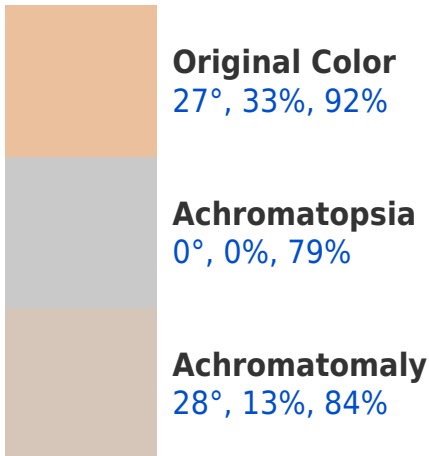 Original Color
27°, 33%, 92%
Achromatopsia
0°, 0%, 79%
Achromatomaly
28°, 13%, 84%